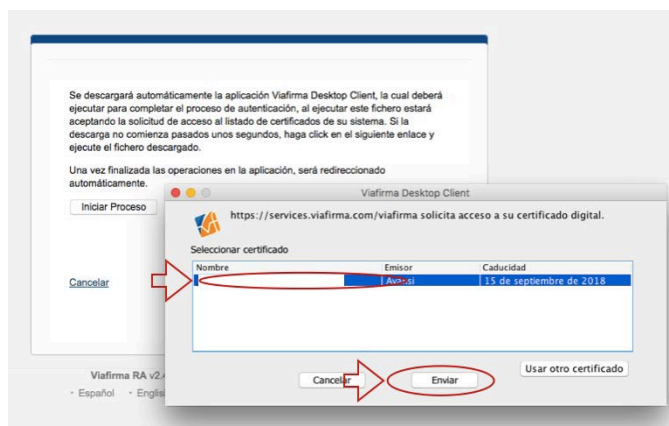 Se descargará automáticamente la aplicación Viafirma Desktop Client, la cual deberá
ejecutar para completar el proceso de autenticación, al ejecutar este fichero estará
aceptando la solicitud de acceso al listado de certificados de su sistema. Si la
descarga no comienza pasados unos segundos, haga click en el siguiente enlace y
ejecute el fichero descargado.
Una vez finalizada las operaciones en la aplicación, será redireccionado
automáticamente.
Iniciar Proceso
Cancelar
Viafirma Desktop Client
https://services.viafirma.com/viafirma solicita acceso a su certificado digital.
Seleccionar certificado
Nombre Emisor Caducidad
Avansi 15 de septiembre de 2018
Usar otro certificado
Cancelar Enviar
Viafirma RA v2.
Español Englis